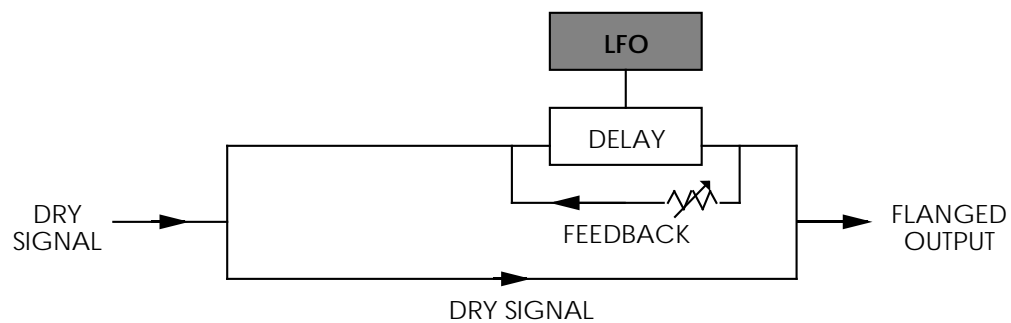 LFO
DELAY
DRY
SIGNAL
FEEDBACK
FLANGED
OUTPUT
DRY SIGNAL